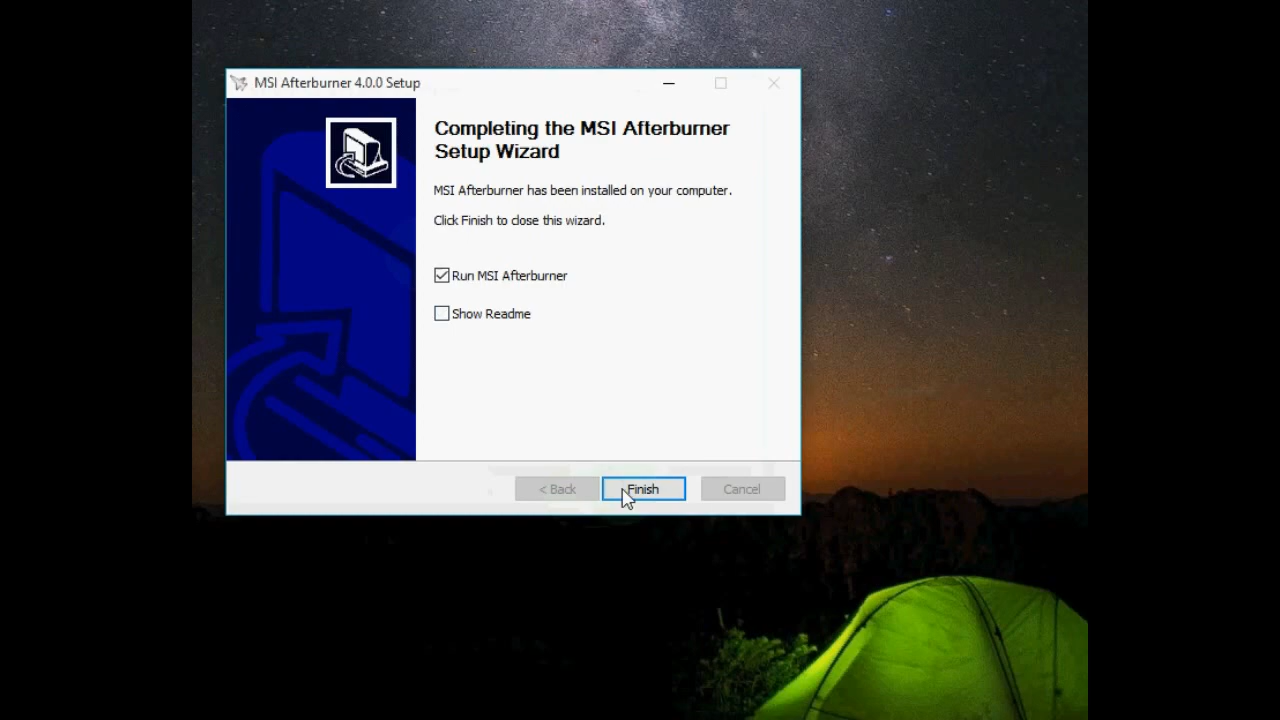 MSI Afterburner 4.0.0 Setup
Completing the MSI Afterburner
Setup Wizard
MSI Afterburner has been installed on your computer.
Click Finish to close this wizard.
Run MSI Afterburner
Show Readme
< Back
Finish
Cancel